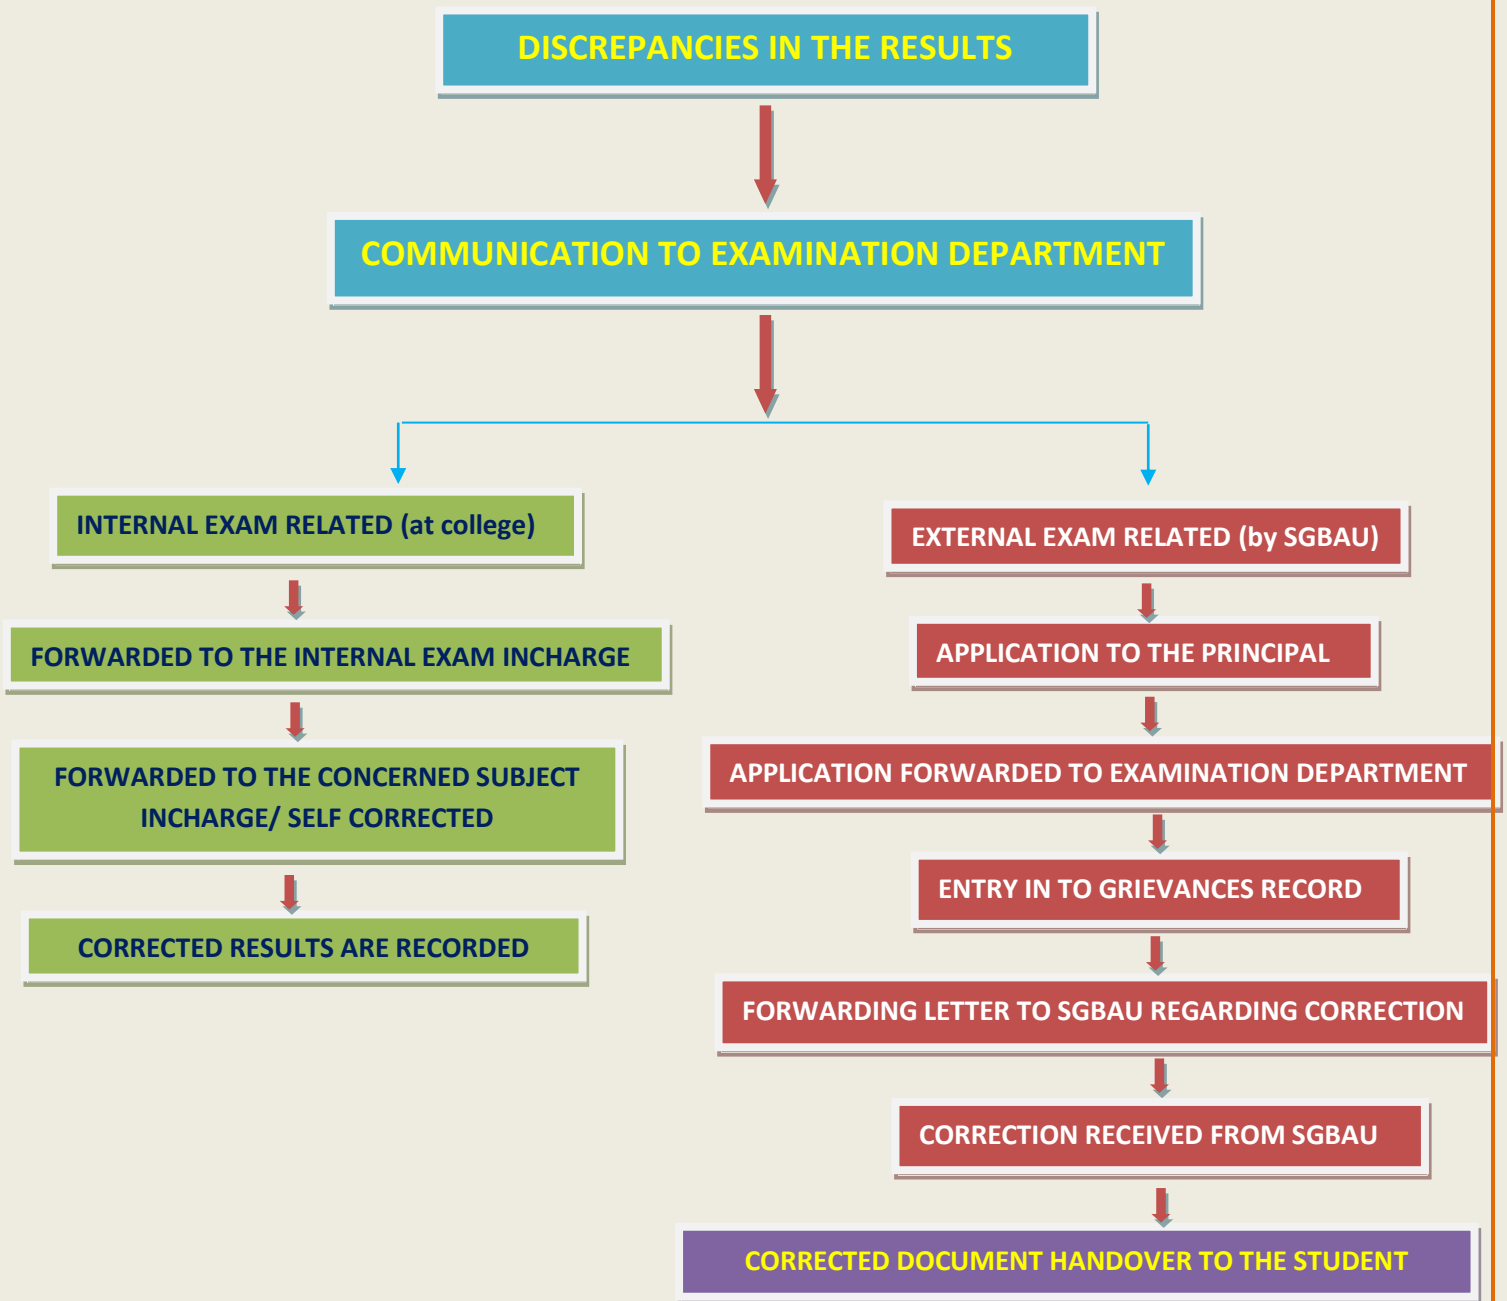 DISCREPANCIES IN THE RESULTS
COMMUNICATION TO EXAMINATION DEPARTMENT
INTERNAL EXAM RELATED (at college)
FORWARDED TO THE INTERNAL EXAM INCHARGE
FORWARDED TO THE CONCERNED SUBJECT
INCHARGE/ SELF CORRECTED
CORRECTED RESULTS ARE RECORDED
EXTERNAL EXAM RELATED (by SGBAU)
APPLICATION TO THE PRINCIPAL
APPLICATION FORWARDED TO EXAMINATION DEPARTMENT
ENTRY IN TO GRIEVANCES RECORD
FORWARDING LETTER TO SGBAU REGARDING CORRECTION
CORRECTION RECEIVED FROM SGBAU
CORRECTED DOCUMENT HANDOVER TO THE STUDENT